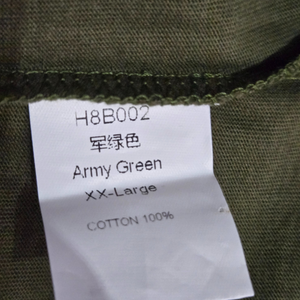 H8B002
军绿色
Army Green
XX-Large
COTTON 100%